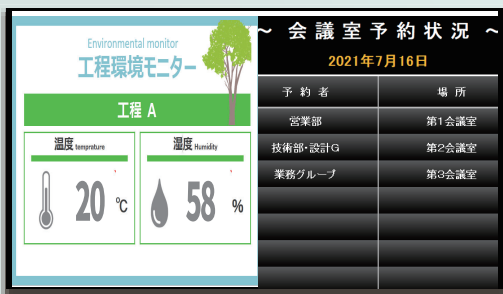 Environmental monitor
工程環境モニター
工程 A
温度 temprature
20 ℃
湿度 Humidity
58 %
~ 会議室予約状況 ~
2021年7月16日
予約者 場所
営業部 第1会議室
技術部・設計G 第2会議室
業務グループ 第3会議室